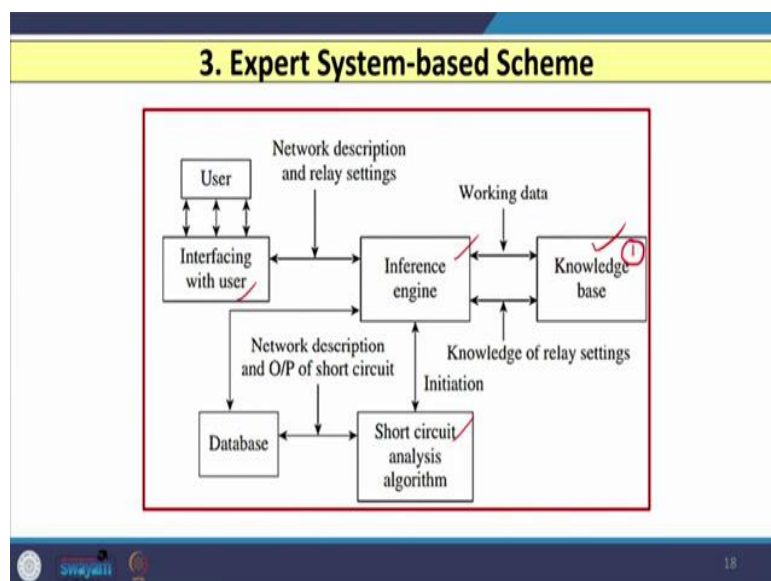 3. Expert System-based Scheme
Network description
and relay settings
User
Working data
Interfacing
with user
Inference
engine
Knowledge
base
1
Network description
and O/P of short circuit
Knowledge of relay settings
Initiation
Database
Short circuit
analysis
algorithm
swayam
18